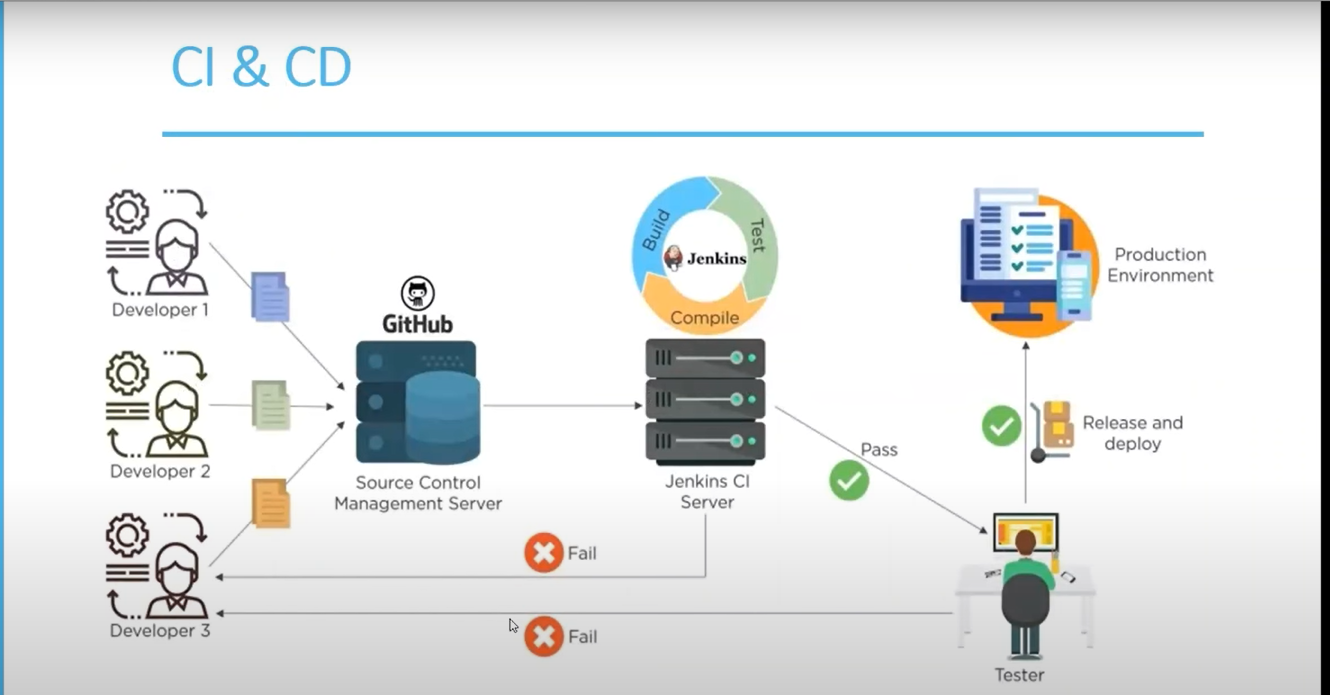 CI & CD
Developer 1
Developer 2
Developer 3
GitHub
Source Control
Management Server
Build
Test
Compile
Jenkins
Jenkins CI
Server
Pass
Fail
Fail
Production
Environment
Release and
deploy
Tester